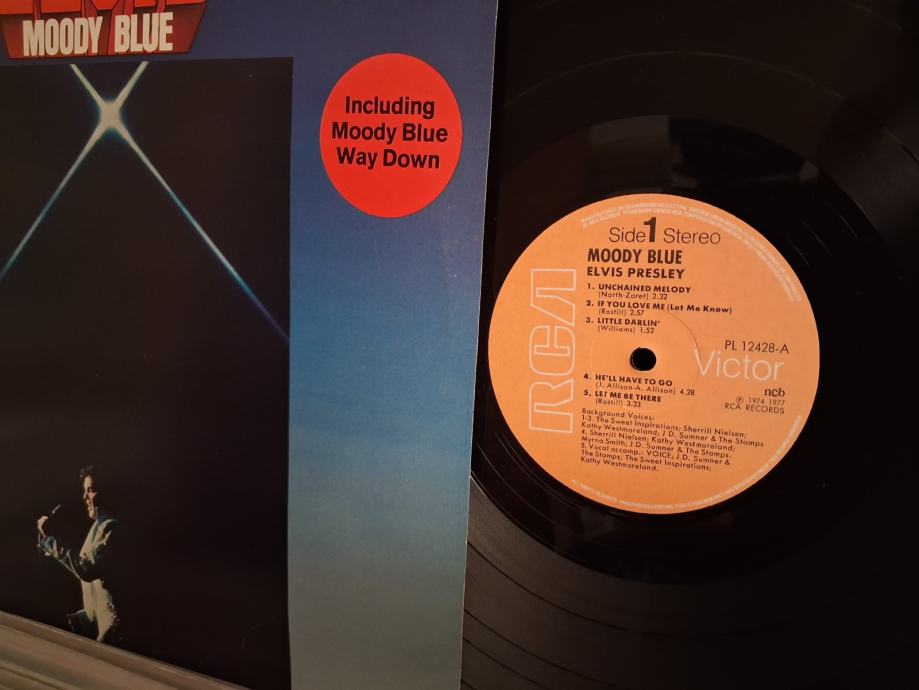 MOODY BLUE
Including
Moody Blue
Way Down
Side 1 Stereo
MOODY BLUE
ELVIS PRESLEY
1. UNCHAINED MELODY
(North-Zaret) 2.32
2. IF YOU LOVE ME (Let Me Know)
(Rostill) 2.57
3. LITTLE DARLIN'
(Williams) 1.52
RCA
PL 12428-A
Victor
4. HE'LL HAVE TO GO
(J. Allison-A. Allison) 4.28
5. LET ME BE THERE
(Rostill) 3.33
ncb
Ⓟ 1974 1977
RCA RECORDS
Background Voices:
1-3. The Sweet Inspirations; Sherrill Nielsen;
Kathy Westmoreland; J.D. Sumner & The Stamps
4. Sherrill Nielsen; Kathy Westmoreland;
Myrna Smith; J.D. Sumner & The Stamps.
5. Vocal accomp.- VOICE; J.D. Sumner &
The Stamps; The Sweet Inspirations;
Kathy Westmoreland;